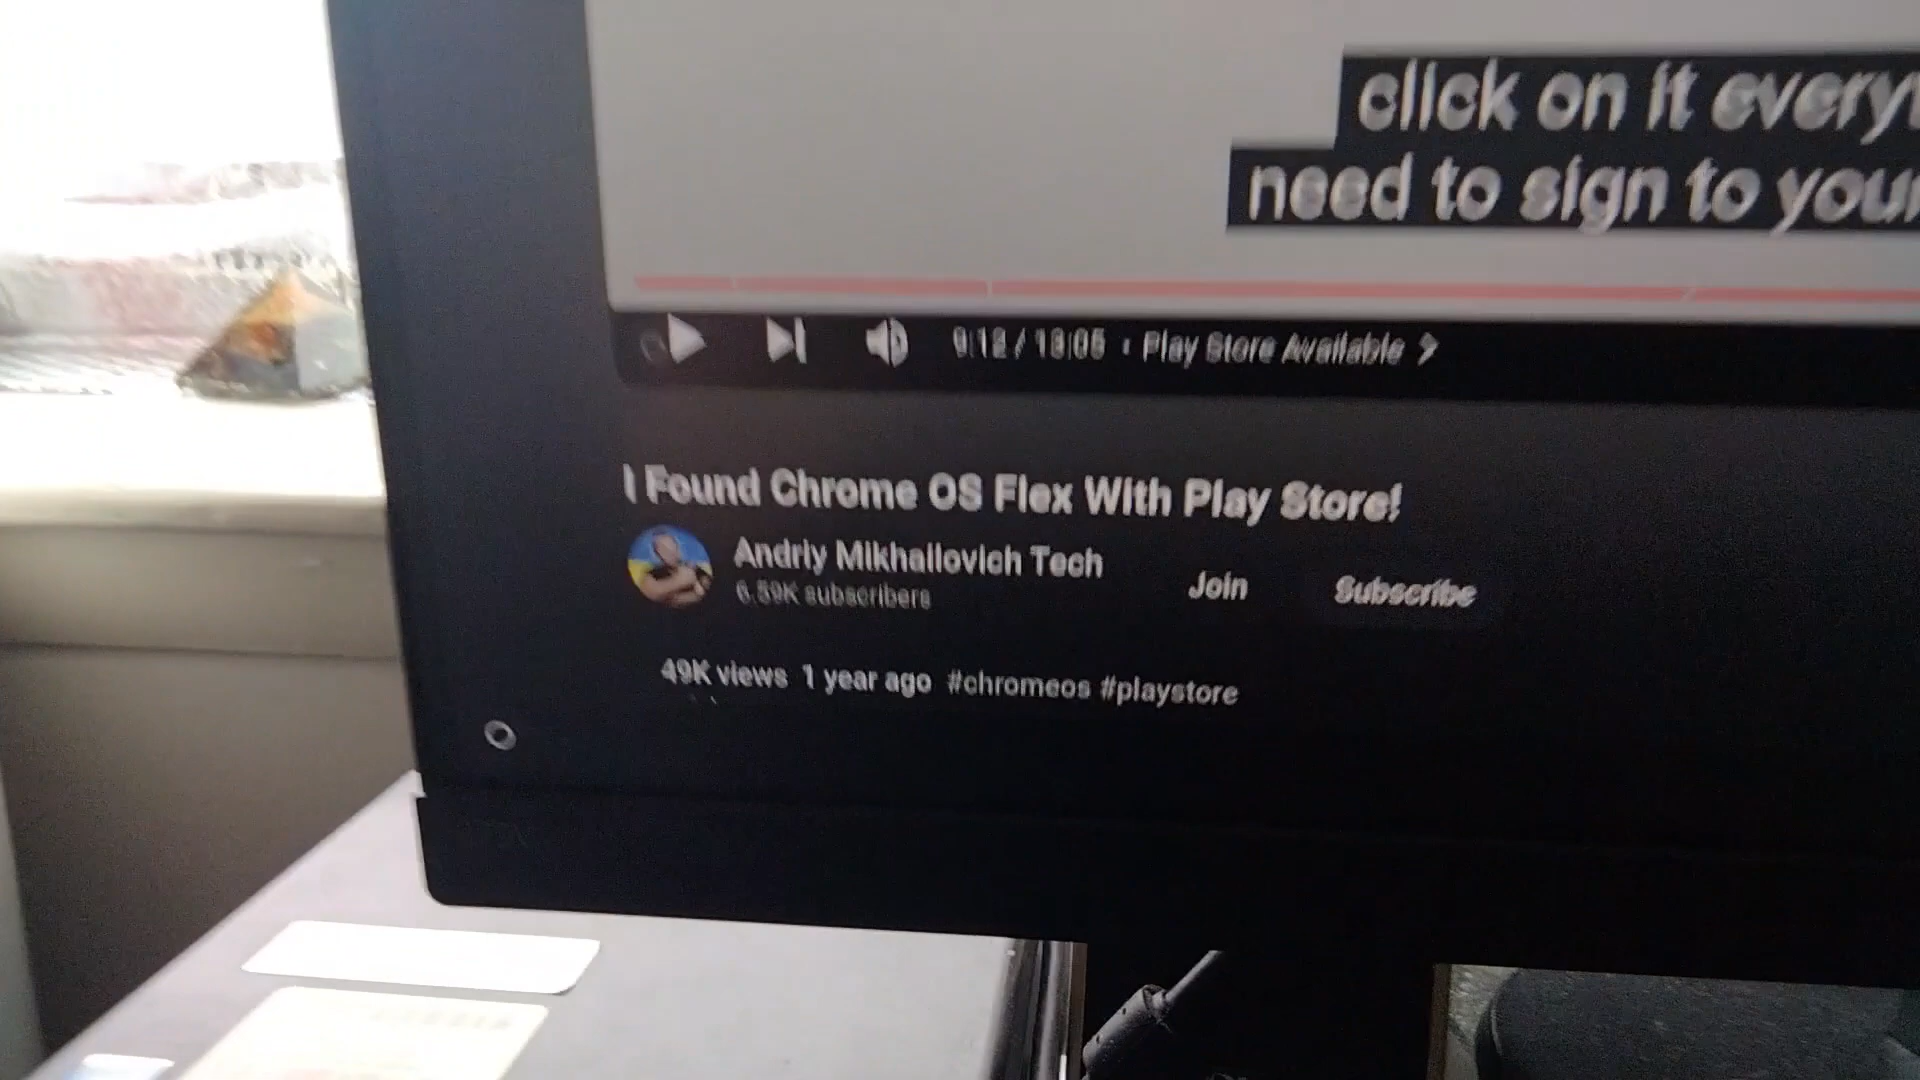 click on it every
need to sign to your
9:12 / 13:05 • Play Store Available >
I Found Chrome OS Flex With Play Store!
Andriy Mikhailovich Tech
6.59K subscribers
Join
Subscribe
49K views 1 year ago #chromeos #playstore